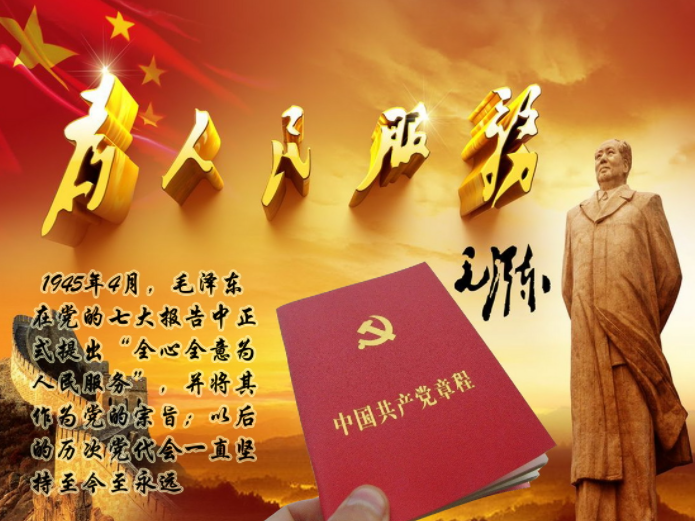 为人民服務
毛泽东
1945年4月，毛泽东
在党的七大报告中正
式提出“全心全意为
人民服务”，并将其
作为党的宗旨；以后
的历次党代会一直坚
持至今至永远
中国共产党章程